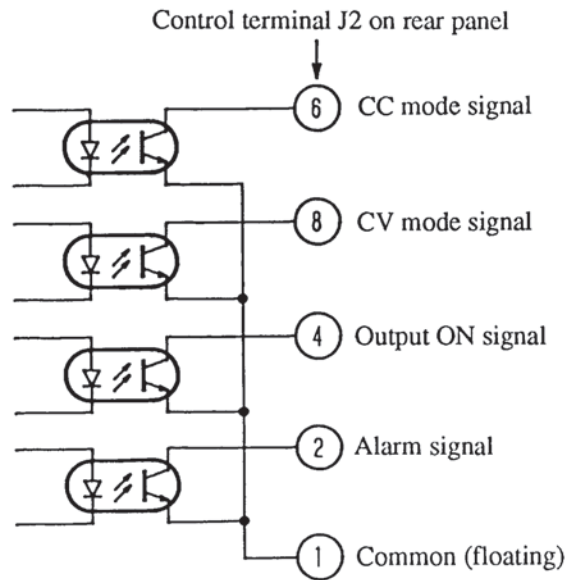 Control terminal J2 on rear panel
6 CC mode signal
8 CV mode signal
4 Output ON signal
2 Alarm signal
1 Common (floating)